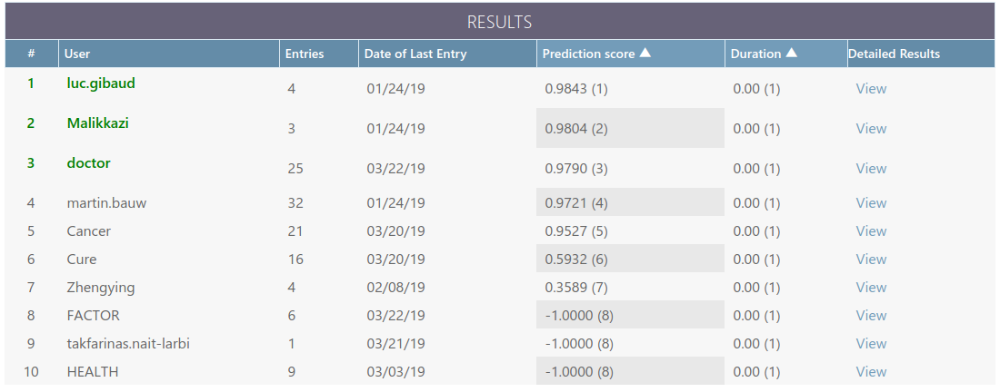 RESULTS
# User Entries Date of Last Entry Prediction score ▲ Duration ▲ Detailed Results
1 luc.gibaud 4 01/24/19 0.9843 (1) 0.00 (1) View
2 Malikkazi 3 01/24/19 0.9804 (2) 0.00 (1) View
3 doctor 25 03/22/19 0.9790 (3) 0.00 (1) View
4 martin.bauw 32 01/24/19 0.9721 (4) 0.00 (1) View
5 Cancer 21 03/20/19 0.9527 (5) 0.00 (1) View
6 Cure 16 03/20/19 0.5932 (6) 0.00 (1) View
7 Zhengying 4 02/08/19 0.3589 (7) 0.00 (1) View
8 FACTOR 6 03/22/19 -1.0000 (8) 0.00 (1) View
9 takfarinas.nait-larbi 1 03/21/19 -1.0000 (8) 0.00 (1) View
10 HEALTH 9 03/03/19 -1.0000 (8) 0.00 (1) View